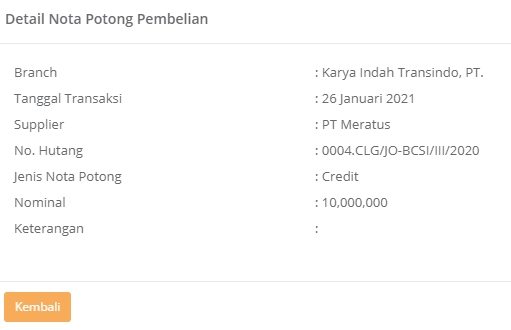 Detail Nota Potong Pembelian
Branch : Karya Indah Transindo, PT.
Tanggal Transaksi : 26 Januari 2021
Supplier : PT Meratus
No. Hutang : 0004.CLG/JO-BCSI/III/2020
Jenis Nota Potong : Credit
Nominal : 10,000,000
Keterangan :
Kembali